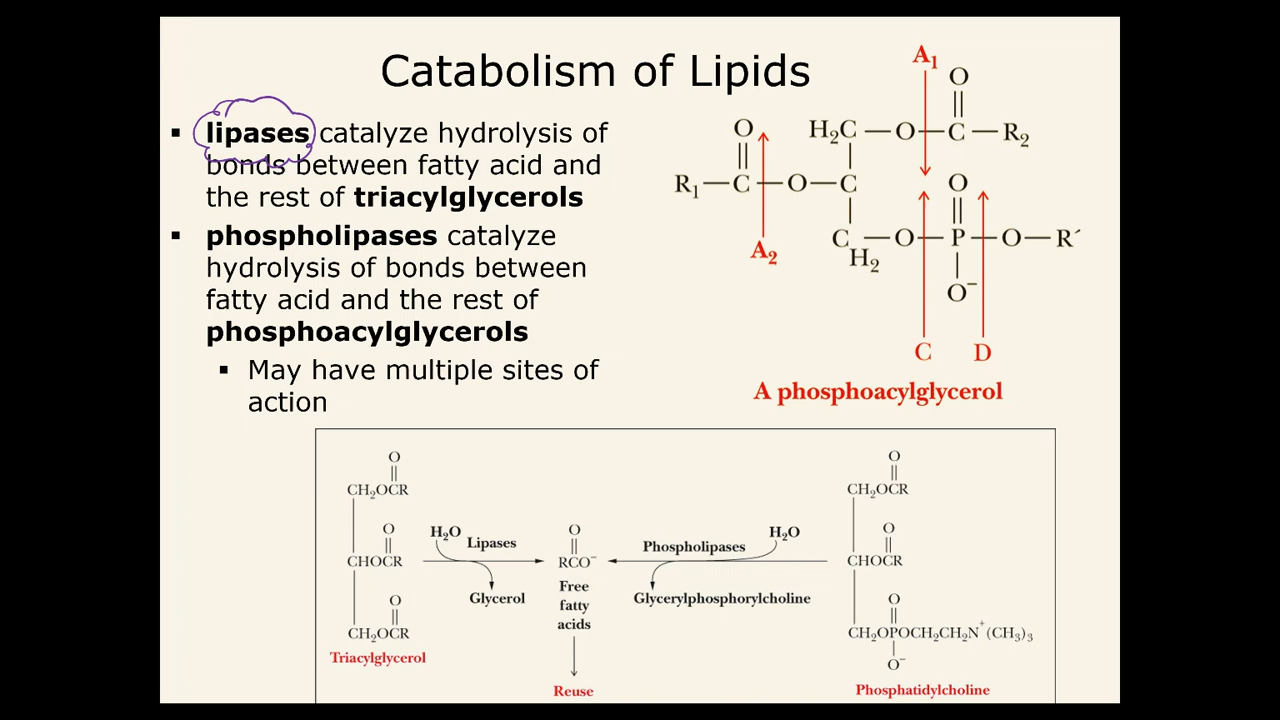 Catabolism of Lipids
▪ lipases catalyze hydrolysis of
bonds between fatty acid and
the rest of triacylglycerols
▪ phospholipases catalyze
hydrolysis of bonds between
fatty acid and the rest of
phosphoacylglycerols
▪ May have multiple sites of
action
A₁
O
O H₂C—O—C—R₂
R₁—C—O—C O
C—O—P—O—R´
A₂ H₂
O⁻
C D
A phosphoacylglycerol
O
CH₂OCR
O
CHOCR
O
CH₂OCR
Triacylglycerol
H₂O
Lipases
Glycerol
O
RCO⁻
Free
fatty
acids
Reuse
H₂O
Phospholipases
Glycerylphosphorylcholine
O
CH₂OCR
O
CHOCR
O
CH₂OPOCH₂CH₂N⁺(CH₃)₃
O⁻
Phosphatidylcholine